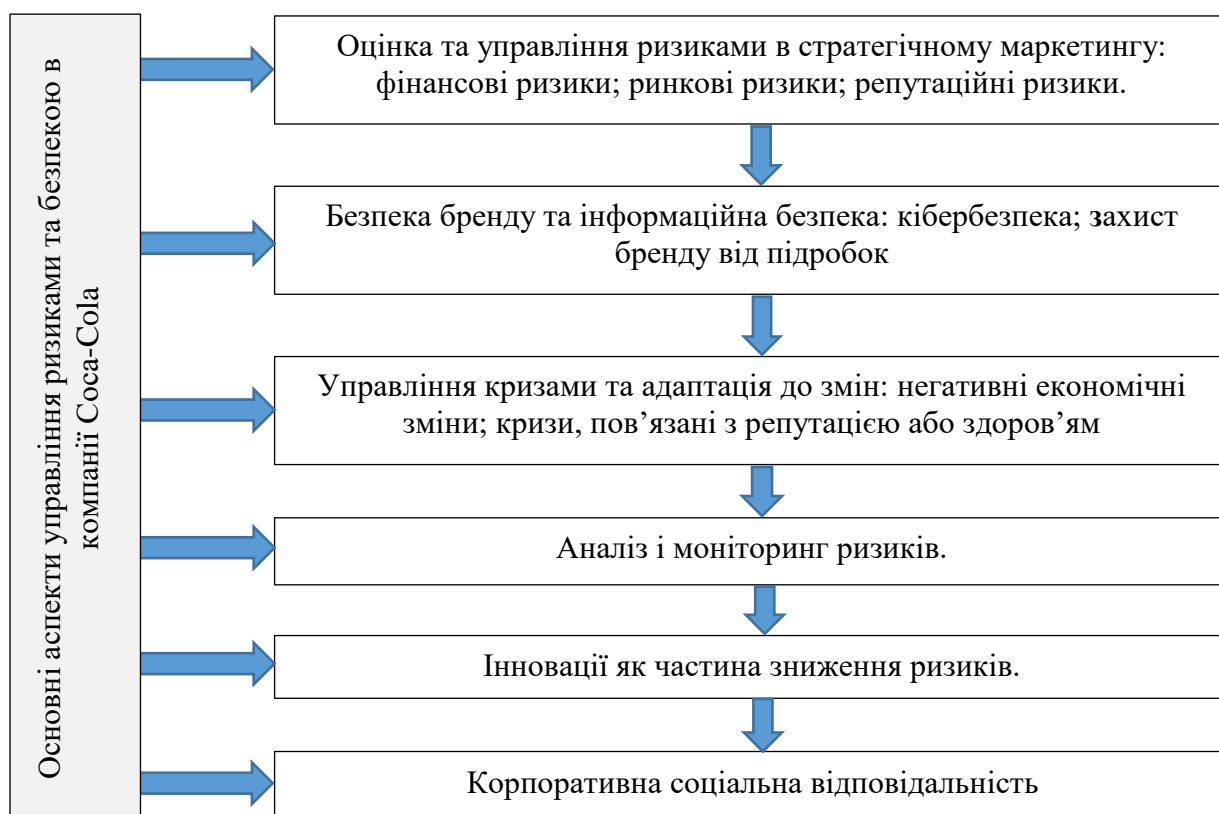 Основні аспекти управління ризиками та безпекою в
компанії Coca-Cola
Оцінка та управління ризиками в стратегічному маркетингу:
фінансові ризики; ринкові ризики; репутаційні ризики.
Безпека бренду та інформаційна безпека: кібербезпека; захист
бренду від підробок
Управління кризами та адаптація до змін: негативні економічні
зміни; кризи, пов’язані з репутацією або здоров’ям
Аналіз і моніторинг ризиків.
Інновації як частина зниження ризиків.
Корпоративна соціальна відповідальність